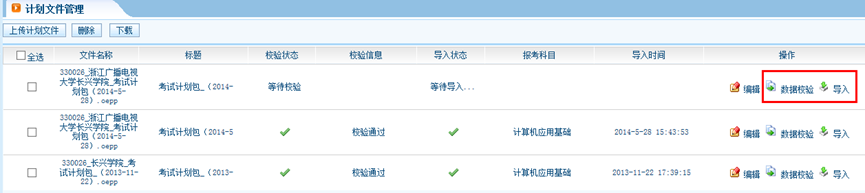 计划文件管理
上传计划文件 删除 下载
全选 文件名称 标题 校验状态 校验信息 导入状态 报考科目 导入时间 操作
330026_浙江广播电视
大学长兴学院_考试
计划包（2014-5-
28）.oepp
考试计划包_（2014- 等待校验 等待导入... 编辑 数据校验 导入
330026_浙江广播电视
大学长兴学院_考试
计划包（2014-5-
28）.oepp
考试计划包_（2014-5 校验通过 计算机应用基础 2014-5-28 15:43:53 编辑 数据校验 导入
330026_长兴学院_考
试计划包_（2013-11-
22）.oepp
考试计划包_（2013- 校验通过 计算机应用基础 2013-11-22 17:39:15 编辑 数据校验 导入